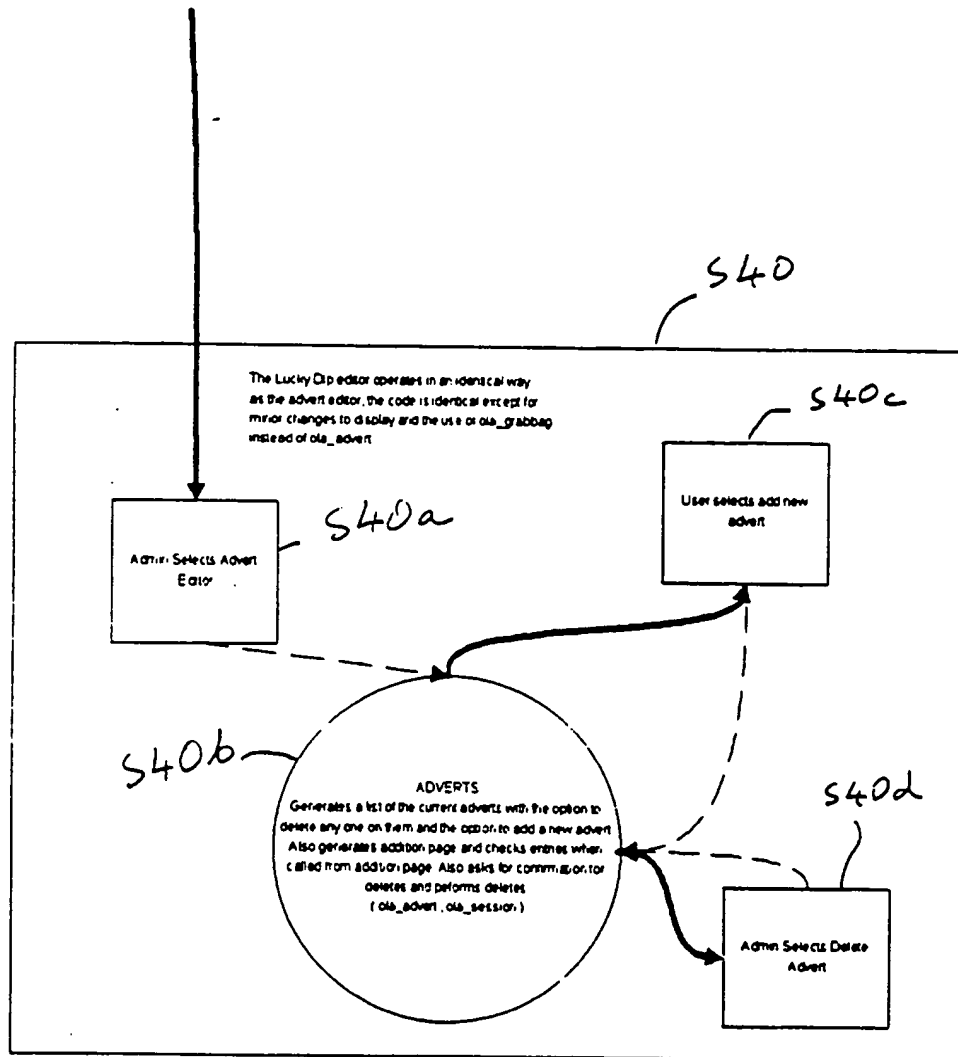 S40
The Lucky Dip editor operates in an identical way
as the advert editor, the code is identical except for
minor changes to display and the use of ola_grabbag
instead of ola_advert
S40c
User selects add new
advert
S40a
Admin Selects Advert
Editor
S40b
ADVERTS
Generates a list of the current adverts with the option to
delete any one on them and the option to add a new advert
Also generates addition page and checks entries when
called from addition page. Also asks for confirmation for
deletes and peforms deletes
( ola_advert , ola_session )
S40d
Admin Selects Delete
Advert